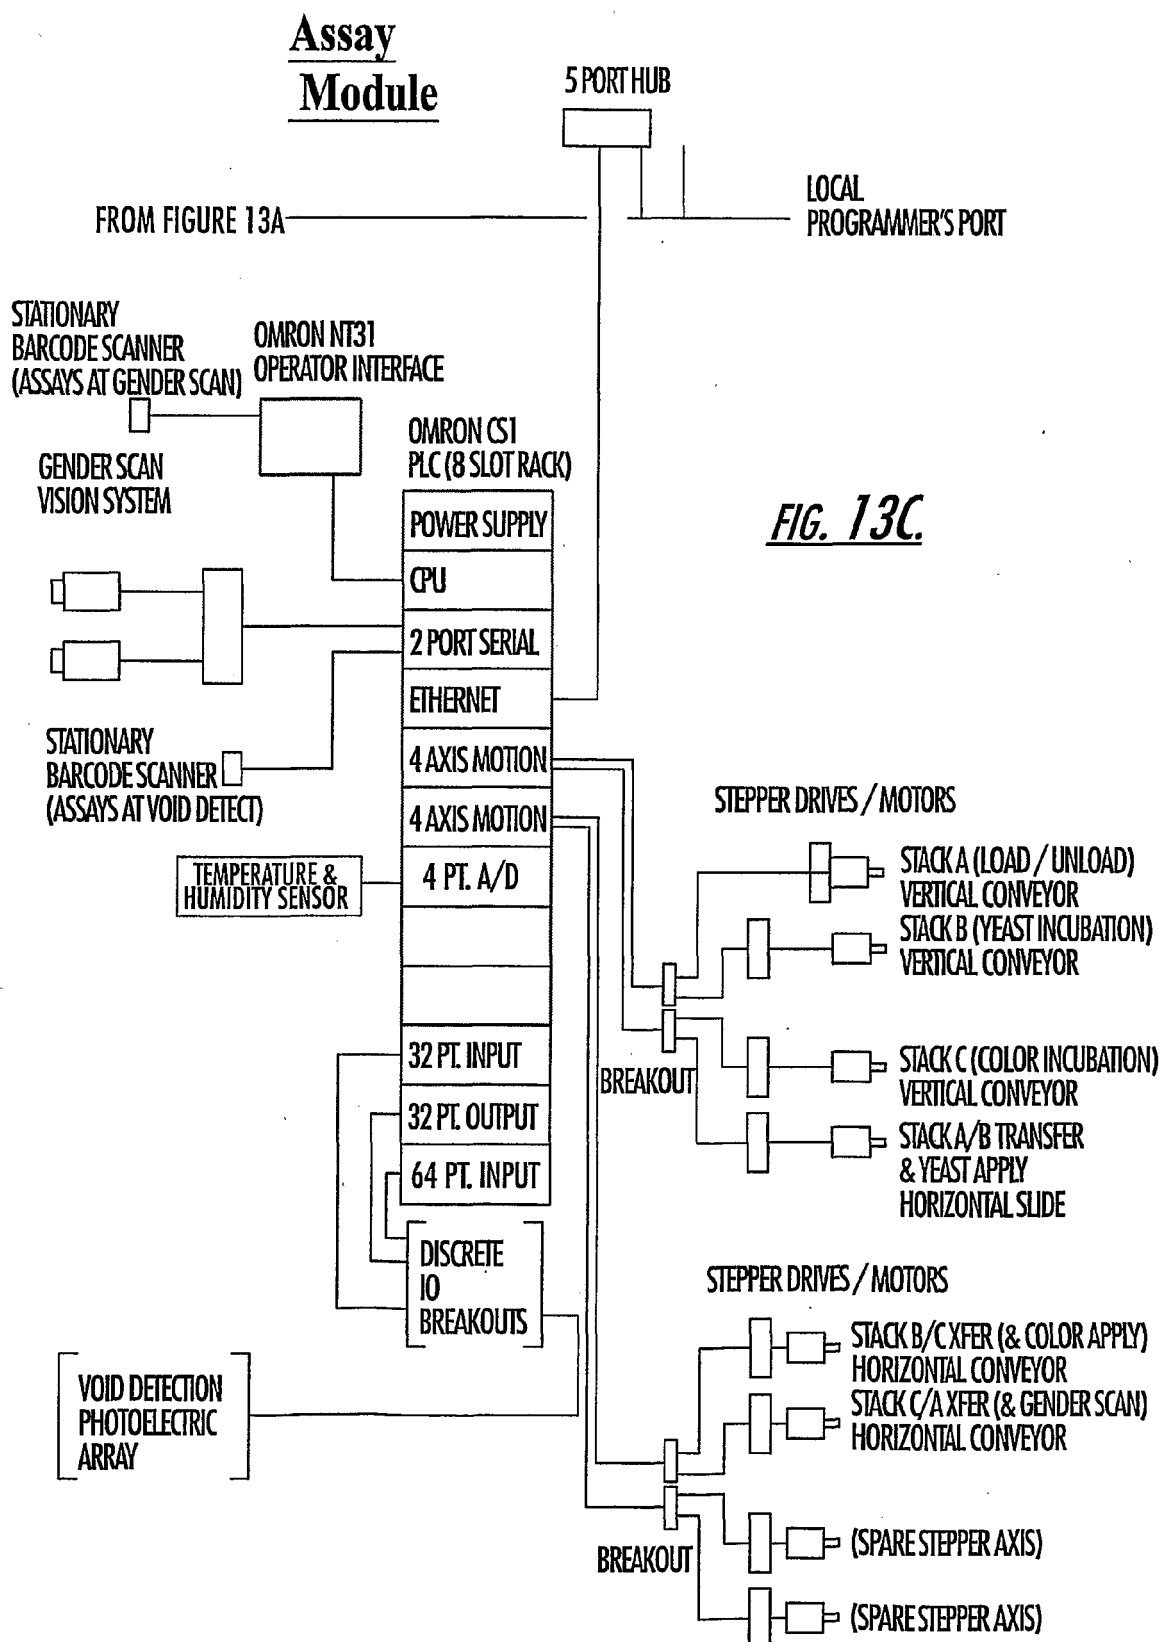 Assay
Module
5 PORT HUB
FROM FIGURE 13A
LOCAL
PROGRAMMER'S PORT
STATIONARY
BARCODE SCANNER
(ASSAYS AT GENDER SCAN)
OMRON NT31
OPERATOR INTERFACE
GENDER SCAN
VISION SYSTEM
OMRON CS1
PLC (8 SLOT RACK)
FIG. 13C.
POWER SUPPLY
CPU
2 PORT SERIAL
ETHERNET
4 AXIS MOTION
4 AXIS MOTION
4 PT. A/D
32 PT. INPUT
32 PT. OUTPUT
64 PT. INPUT
STATIONARY
BARCODE SCANNER
(ASSAYS AT VOID DETECT)
TEMPERATURE &
HUMIDITY SENSOR
STEPPER DRIVES / MOTORS
STACK A (LOAD / UNLOAD)
VERTICAL CONVEYOR
STACK B (YEAST INCUBATION)
VERTICAL CONVEYOR
BREAKOUT
STACK C (COLOR INCUBATION)
VERTICAL CONVEYOR
STACK A/B TRANSFER
& YEAST APPLY
HORIZONTAL SLIDE
DISCRETE
IO
BREAKOUTS
VOID DETECTION
PHOTOELECTRIC
ARRAY
STEPPER DRIVES / MOTORS
STACK B/C XFER (& COLOR APPLY)
HORIZONTAL CONVEYOR
STACK C/A XFER (& GENDER SCAN)
HORIZONTAL CONVEYOR
BREAKOUT
(SPARE STEPPER AXIS)
(SPARE STEPPER AXIS)